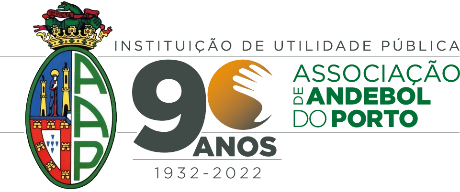 INSTITUIÇÃO DE UTILIDADE PÚBLICA
AAP
90
ANOS
1932-2022
ASSOCIAÇÃO
DE ANDEBOL
DO PORTO